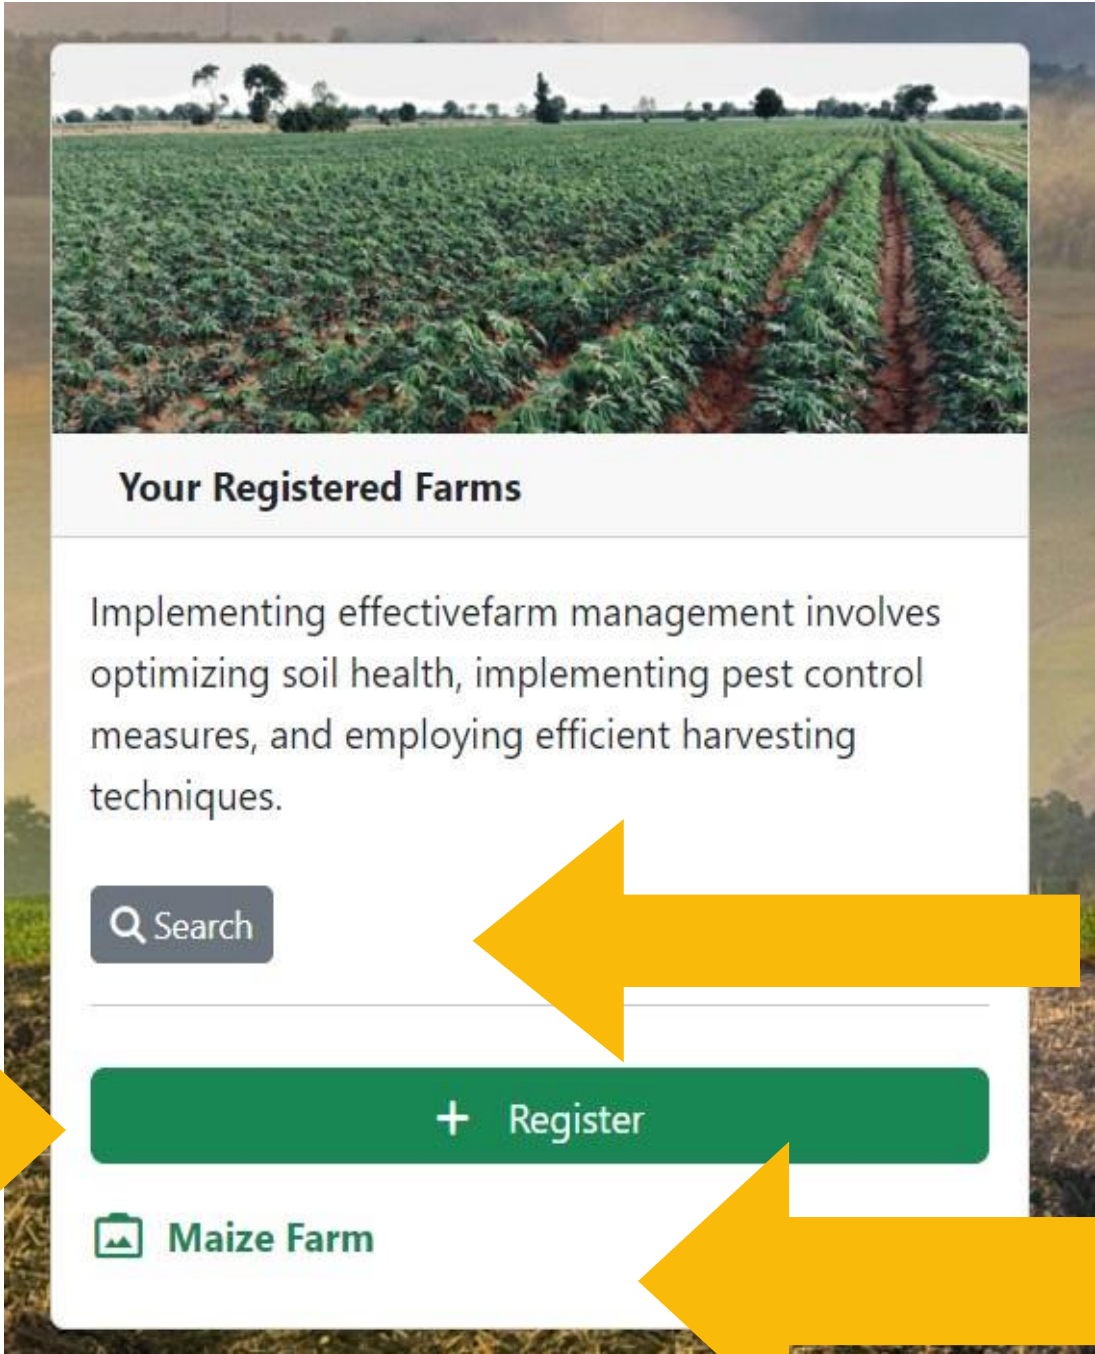 Your Registered Farms
Implementing effectivefarm management involves
optimizing soil health, implementing pest control
measures, and employing efficient harvesting
techniques.
Search
+ Register
Maize Farm